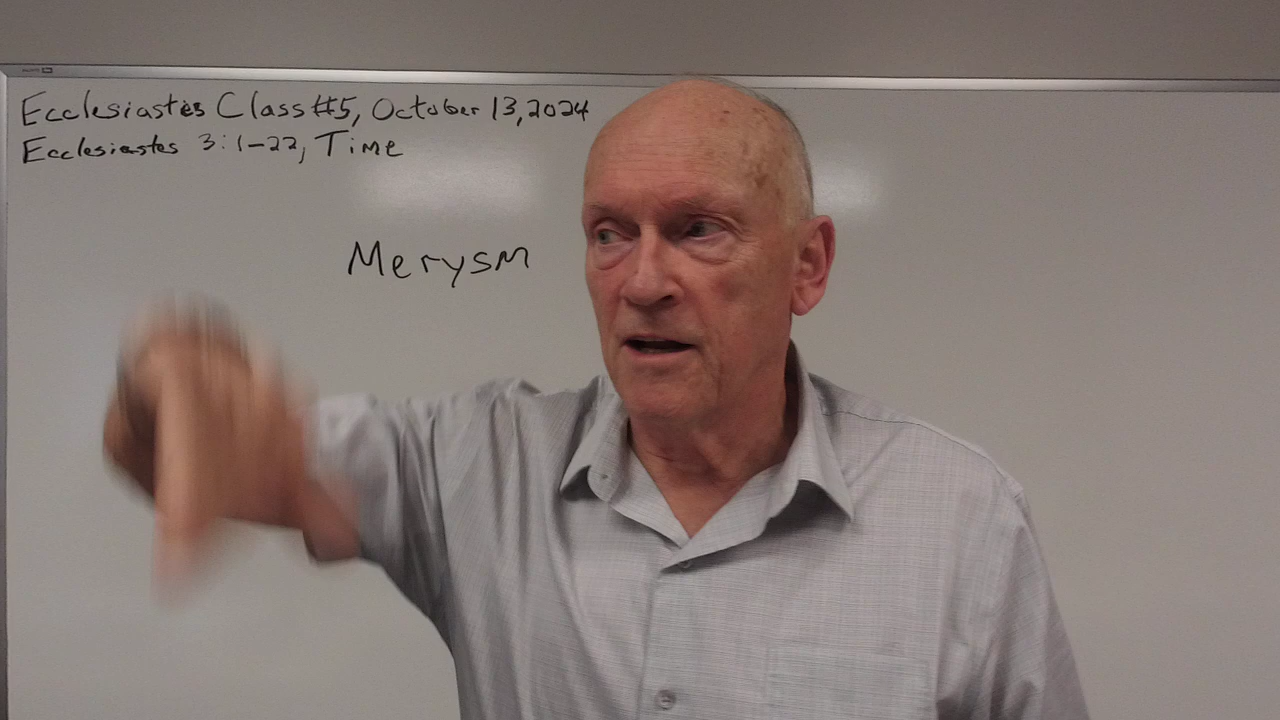 Ecclesiastes Class #5, October 13, 2024
Ecclesiastes 3:1-22, Time
Merysm